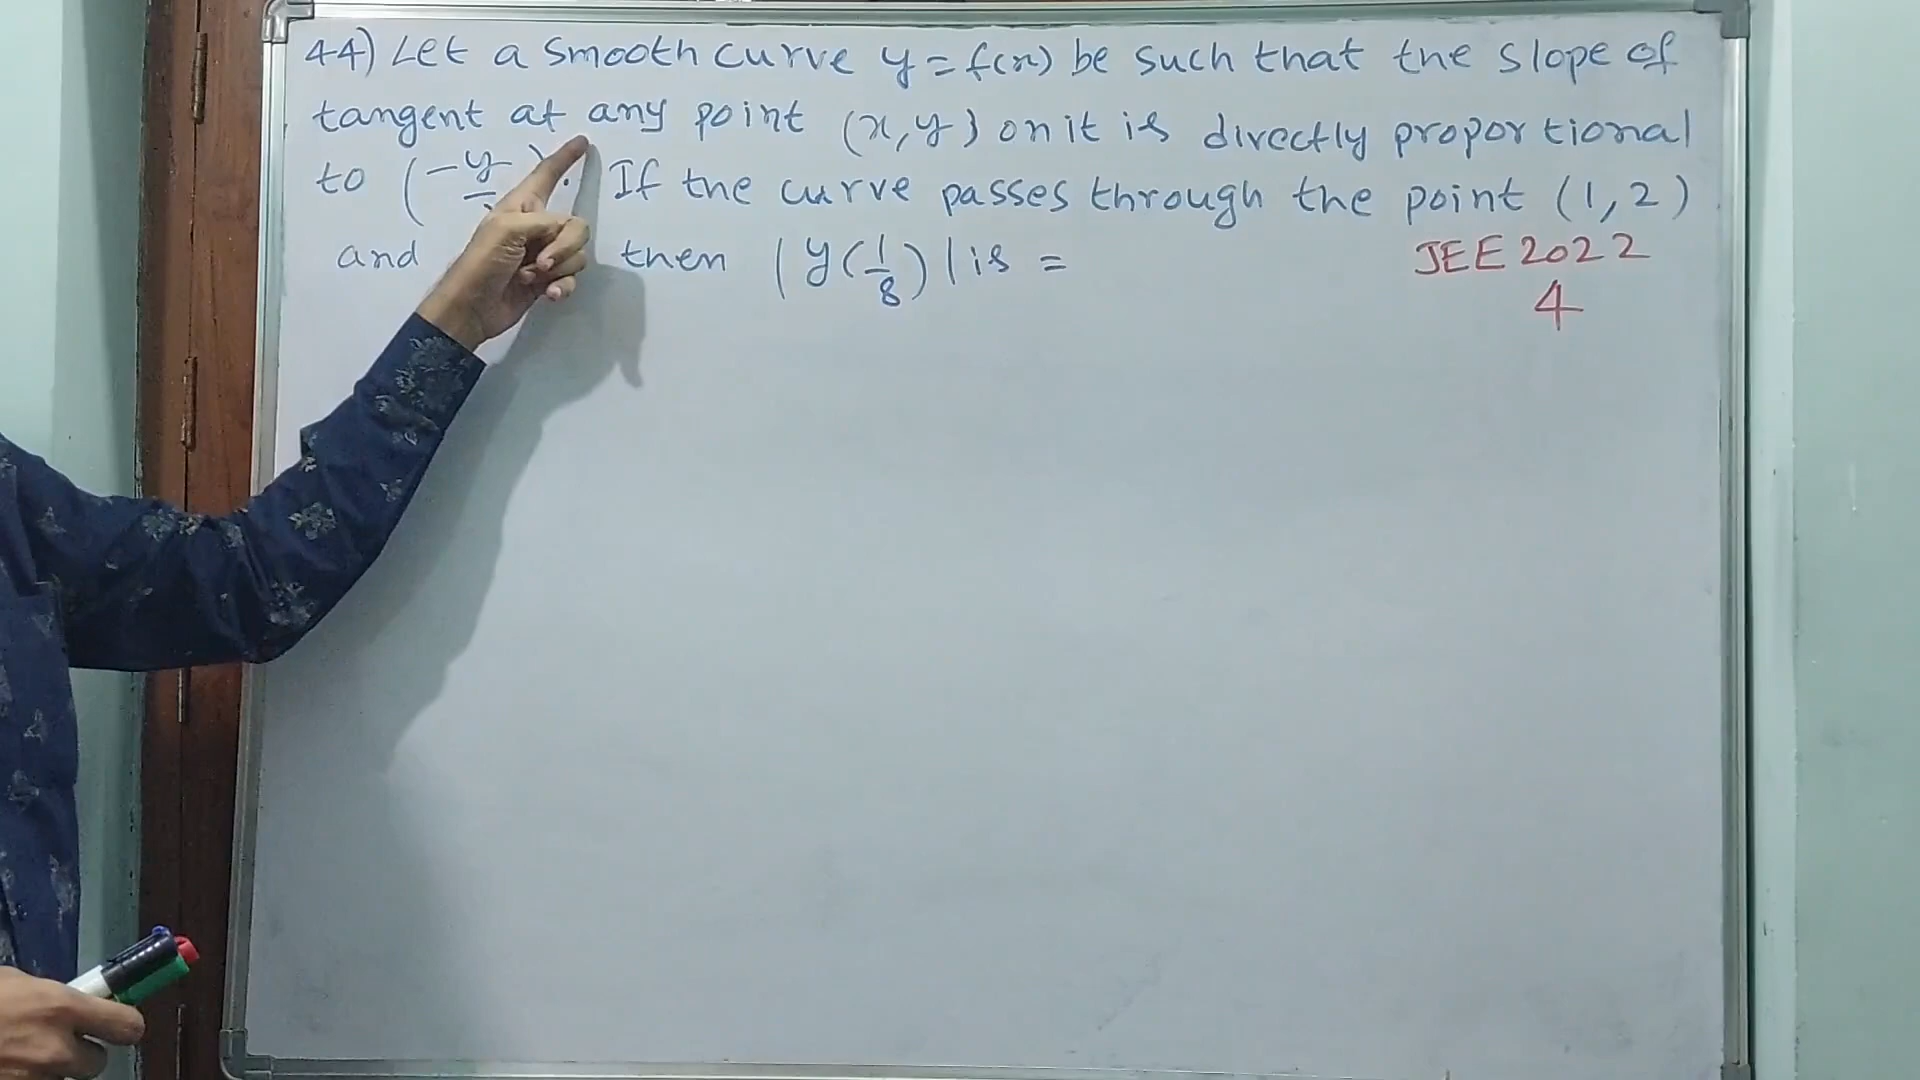 44) Let a smooth curve y = f(x) be such that the slope of
tangent at any point (x, y) on it is directly proportional
to (-y . If the curve passes through the point (1, 2)
and then |y(1/8)| is =
JEE 2022
4